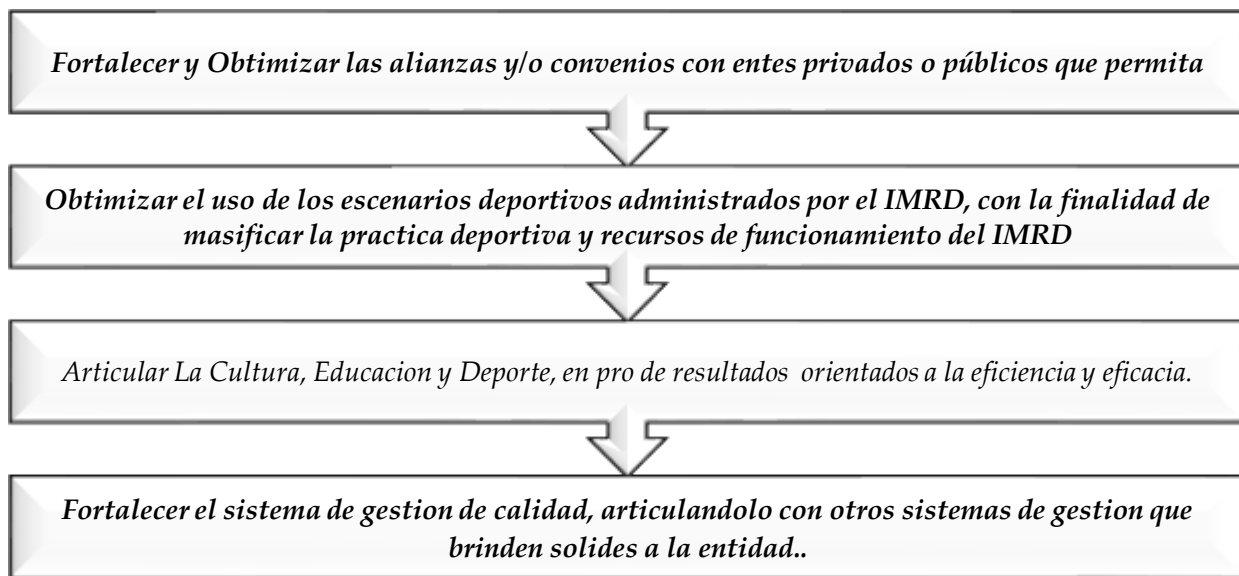 Fortalecer y Obtimizar las alianzas y/o convenios con entes privados o públicos que permita
Obtimizar el uso de los escenarios deportivos administrados por el IMRD, con la finalidad de
masificar la practica deportiva y recursos de funcionamiento del IMRD
Articular La Cultura, Educacion y Deporte, en pro de resultados  orientados a la eficiencia y eficacia.
Fortalecer el sistema de gestion de calidad, articulandolo con otros sistemas de gestion que
brinden solides a la entidad..